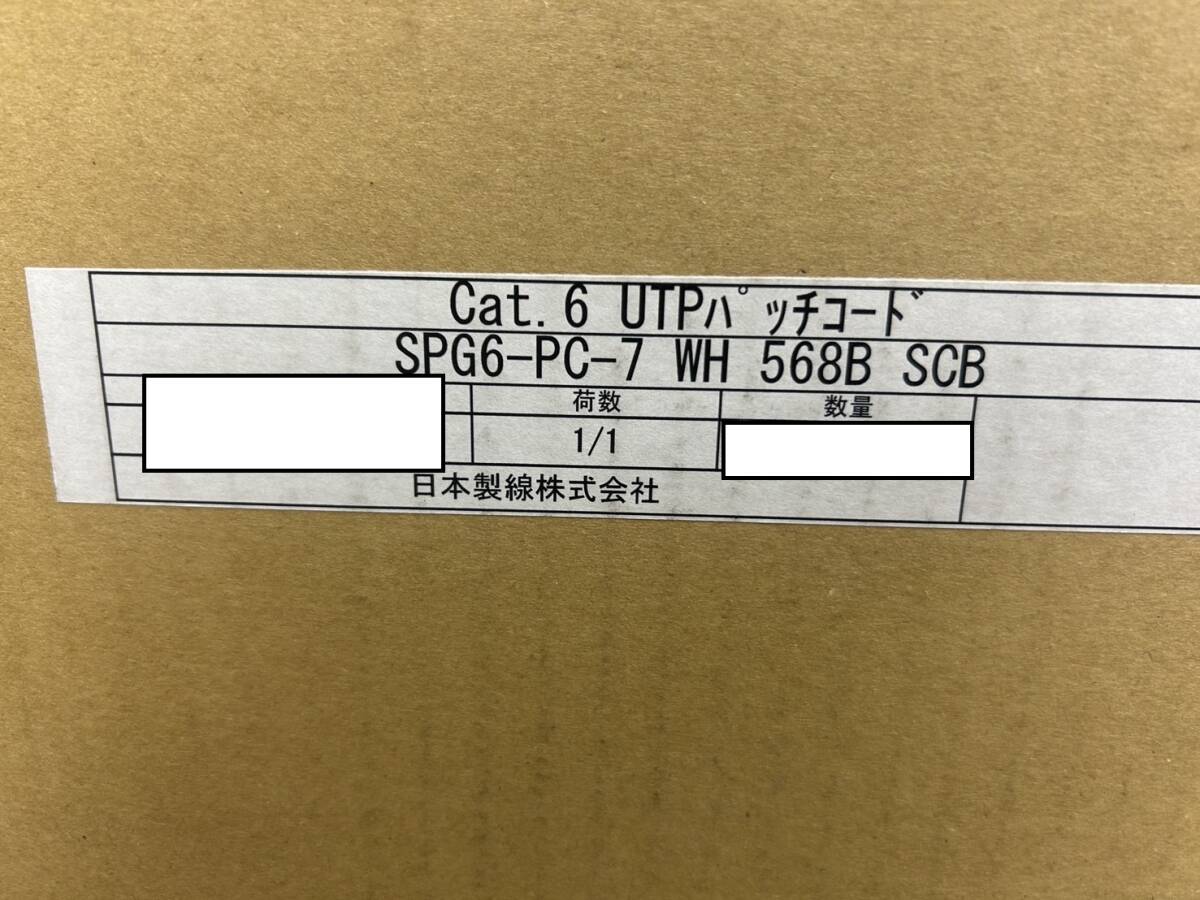 Cat.6 UTPﾊﾟｯﾁｺｰﾄﾞ
SPG6-PC-7 WH 568B SCB
荷数 数量
1/1
日本製線株式会社